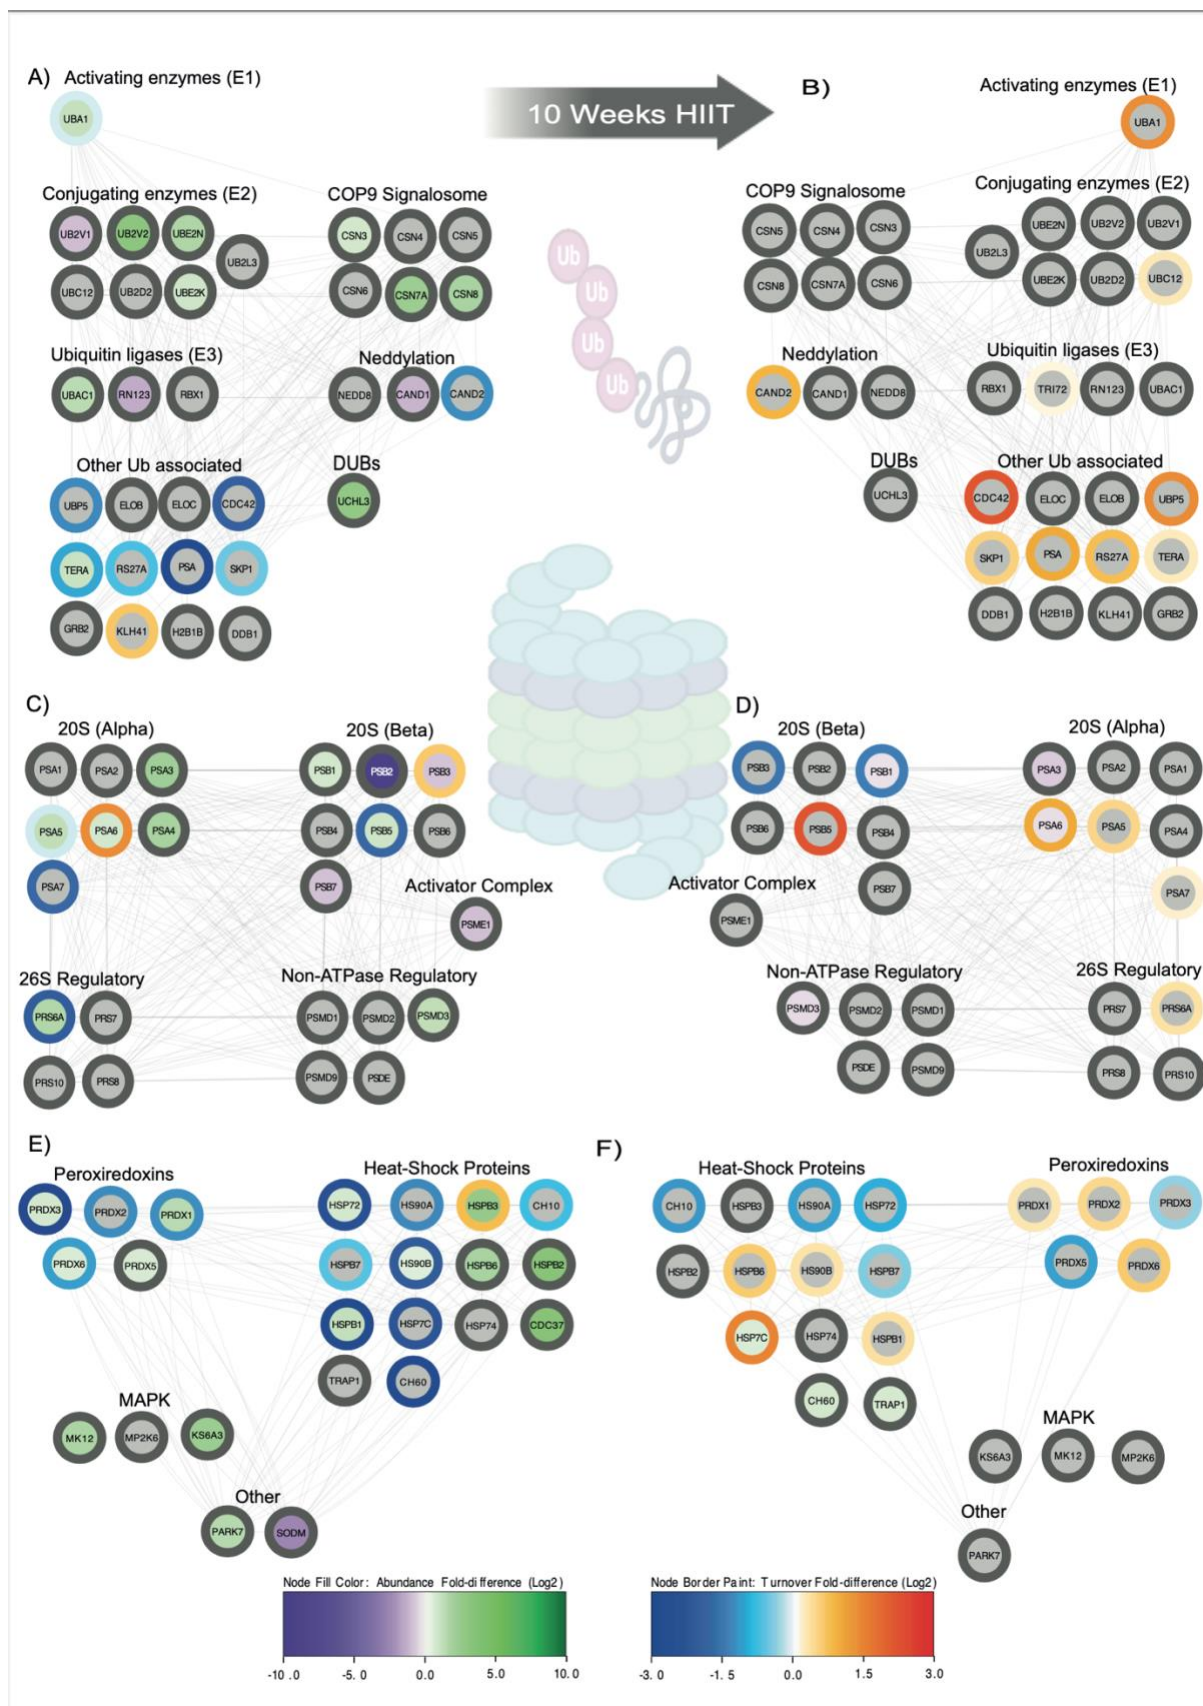 A) Activating enzymes (E1)
UBA1
10 Weeks HIIT
B)
Activating enzymes (E1)
UBA1
Conjugating enzymes (E2)
UB2V1 UB2V2 UBE2N
UB2L3
UBC12 UB2D2 UBE2K
COP9 Signalosome
CSN3 CSN4 CSN5
CSN6 CSN7A CSN8
Ub
Ub
Ub
Ub
COP9 Signalosome
CSN5 CSN4 CSN3
CSN8 CSN7A CSN6
Conjugating enzymes (E2)
UBE2N UB2V2 UB2V1
UB2L3
UBE2K UB2D2 UBC12
Ubiquitin ligases (E3)
UBAC1 RN123 RBX1
Neddylation
NEDD8 CAND1 CAND2
Neddylation
CAND2 CAND1 NEDD8
Ubiquitin ligases (E3)
RBX1 TRI72 RN123 UBAC1
Other Ub associated
UBP5 ELOB ELOC CDC42
TERA RS27A PSA SKP1
GRB2 KLH41 H2B1B DDB1
DUBs
UCHL3
DUBs
UCHL3
Other Ub associated
CDC42 ELOC ELOB UBP5
SKP1 PSA RS27A TERA
DDB1 H2B1B KLH41 GRB2
C)
20S (Alpha)
PSA1 PSA2 PSA3
PSA5 PSA6 PSA4
PSA7
20S (Beta)
PSB1 PSB2 PSB3
PSB4 PSB5 PSB6
PSB7
Activator Complex
PSME1
26S Regulatory
PRS6A PRS7
PRS10 PRS8
Non-ATPase Regulatory
PSMD1 PSMD2 PSMD3
PSMD9 PSDE
D)
20S (Beta)
PSB3 PSB2 PSB1
PSB6 PSB5 PSB4
PSB7
20S (Alpha)
PSA3 PSA2 PSA1
PSA6 PSA5 PSA4
PSA7
Activator Complex
PSME1
Non-ATPase Regulatory
PSMD3 PSMD2 PSMD1
PSDE PSMD9
26S Regulatory
PRS7 PRS6A
PRS8 PRS10
E)
Peroxiredoxins
PRDX3 PRDX2 PRDX1
PRDX6 PRDX5
Heat-Shock Proteins
HSP72 HS90A HSPB3 CH10
HSPB7 HS90B HSPB6 HSPB2
HSPB1 HSP7C HSP74 CDC37
TRAP1 CH60
MAPK
MK12 MP2K6 KS6A3
Other
PARK7 SODM
F)
Heat-Shock Proteins
CH10 HSPB3 HS90A HSP72
HSPB2 HSPB6 HS90B HSPB7
HSP7C HSP74 HSPB1
CH60 TRAP1
Peroxiredoxins
PRDX1 PRDX2 PRDX3
PRDX5 PRDX6
MAPK
KS6A3 MK12 MP2K6
Other
PARK7
Node Fill Color: Abundance Fold-difference (Log2)
-10.0 -5.0 0.0 5.0 10.0
Node Border Paint: Turnover Fold-difference (Log2)
-3.0 -1.5 0.0 1.5 3.0